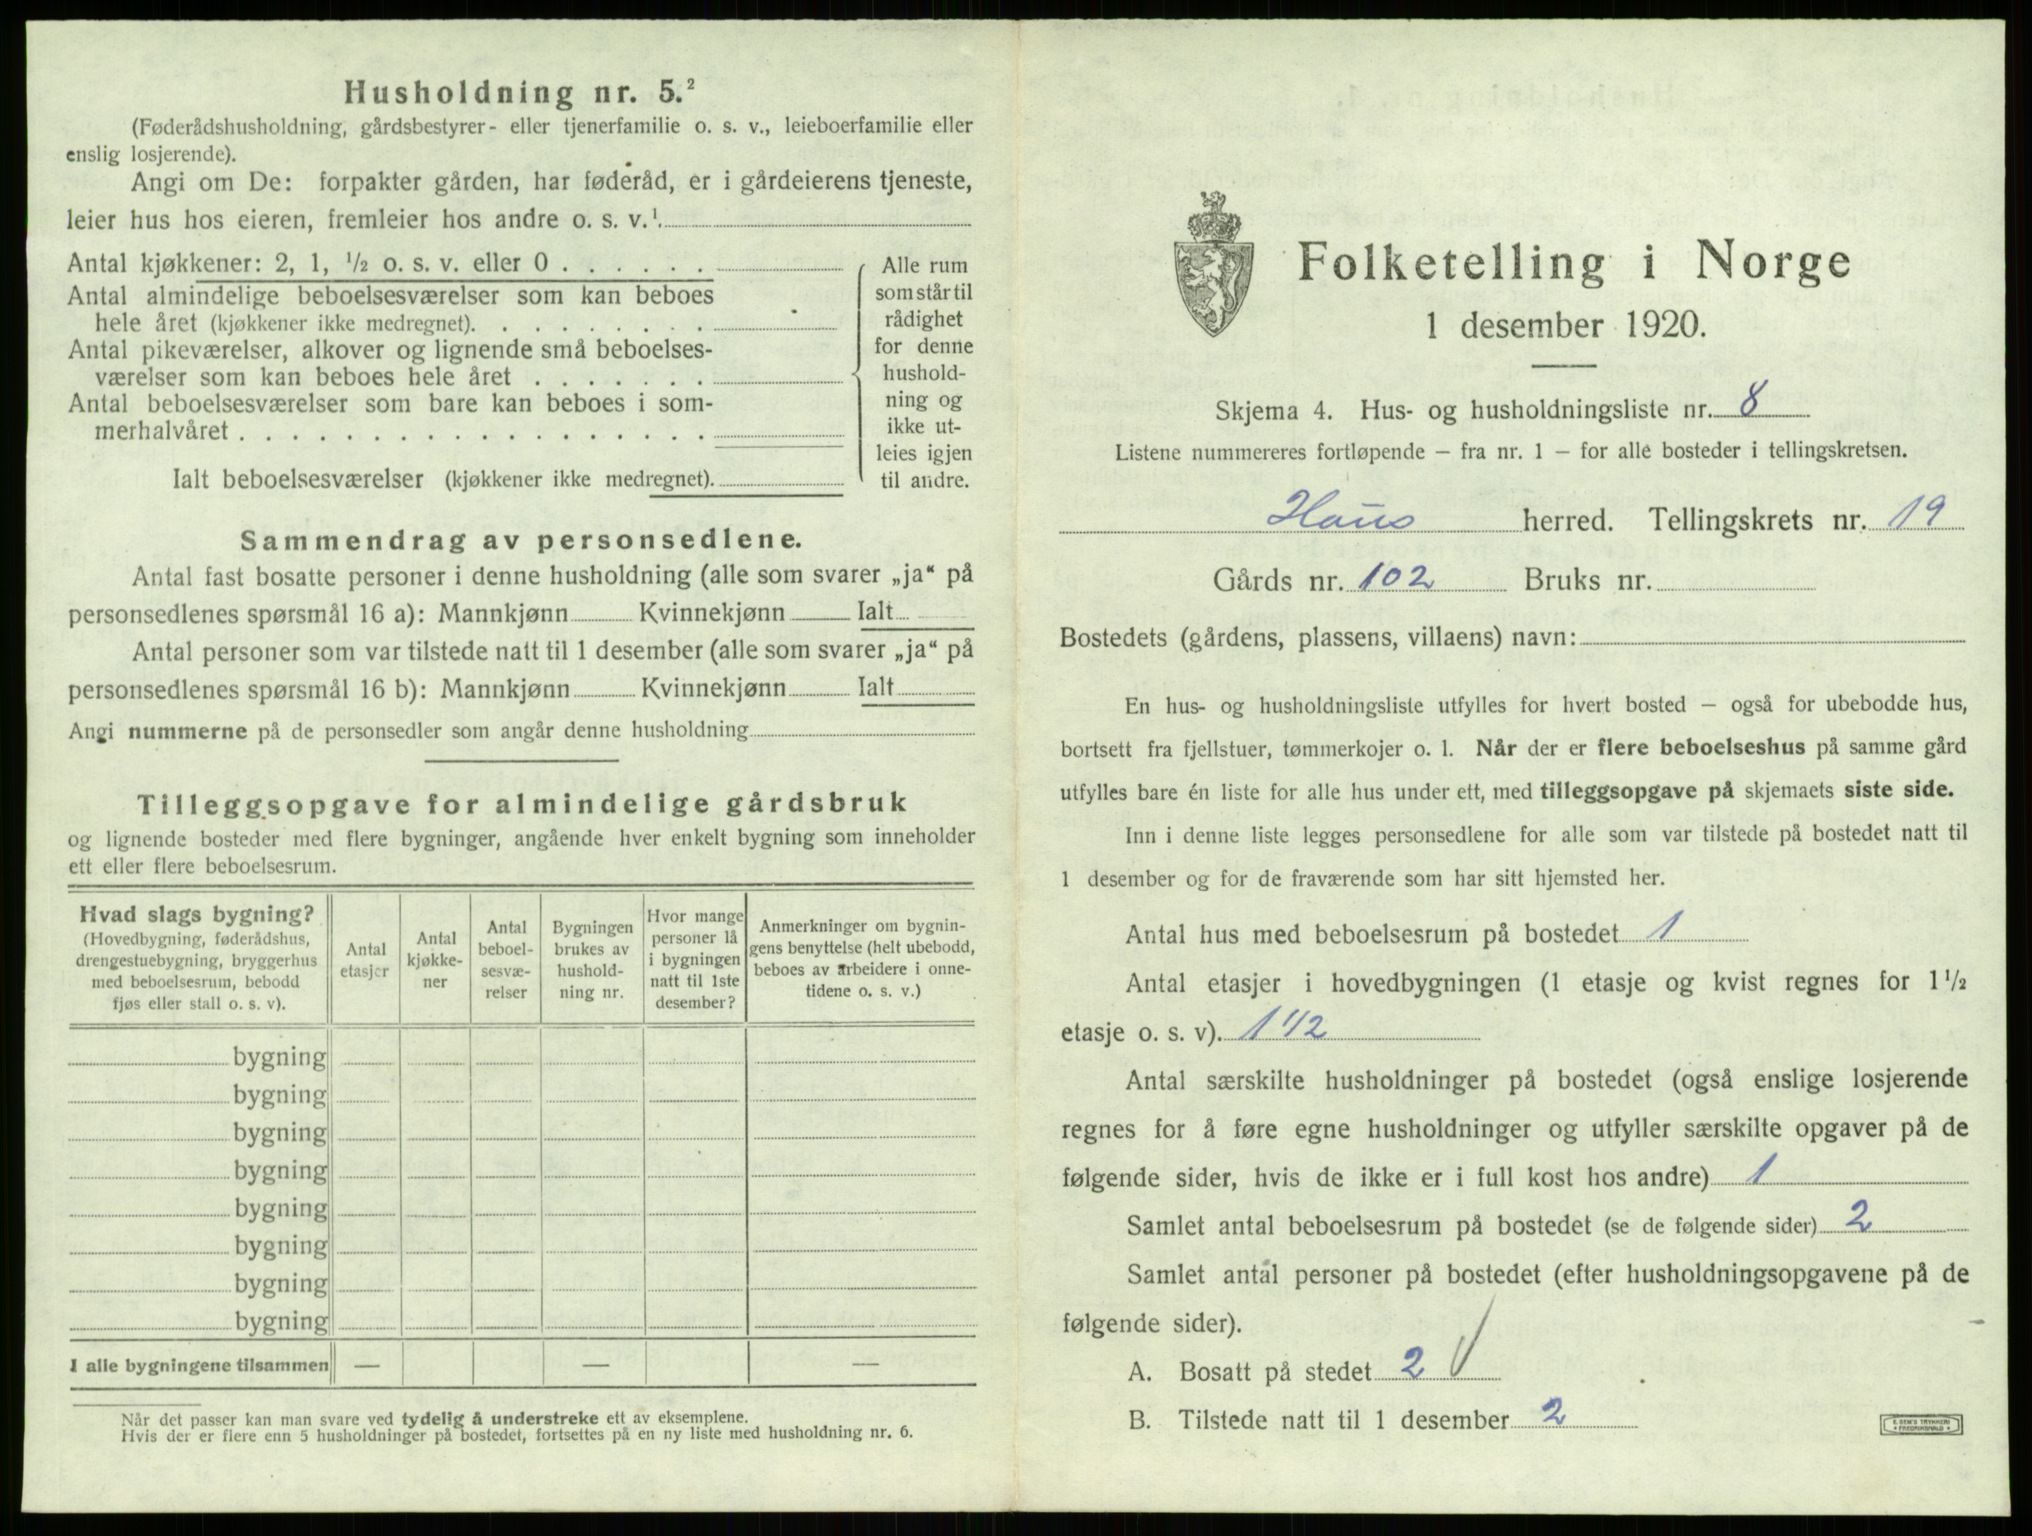 Husholdning nr. 5.²
(Føderådshusholdning, gårdsbestyrer- eller tjenerfamilie o. s. v., leieboerfamilie eller
enslig losjerende).
Angi om De: forpakter gården, har føderåd, er i gårdeierens tjeneste,
leier hus hos eieren, fremleier hos andre o. s. v.¹
Antal kjøkkener: 2, 1, ½ o. s. v. eller 0 . . . . . .
Antal almindelige beboelsesværelser som kan beboes
hele året (kjøkkener ikke medregnet). . . . . . . . .
Antal pikeværelser, alkover og lignende små beboelses-
værelser som kan beboes hele året . . . . . . .
Antal beboelsesværelser som bare kan beboes i som-
merhalvåret . . . . . . . . . . . . . . . . . .
Ialt beboelsesværelser (kjøkkener ikke medregnet).
Alle rum
som står til
rådighet
for denne
hushold-
ning og
ikke ut-
leies igjen
til andre.
Sammendrag av personsedlene.
Antal fast bosatte personer i denne husholdning (alle som svarer „ja“ på
personsedlenes spørsmål 16 a): Mannkjønn Kvinnekjønn Ialt
Antal personer som var tilstede natt til 1 desember (alle som svarer „ja“ på
personsedlenes spørsmål 16 b): Mannkjønn Kvinnekjønn Ialt
Angi nummerne på de personsedler som angår denne husholdning
Tilleggsopgave for almindelige gårdsbruk
og lignende bosteder med flere bygninger, angående hver enkelt bygning som inneholder
ett eller flere beboelsesrum.
Hvad slags bygning?
(Hovedbygning, føderådshus,
drengestuebygning, bryggerhus
med beboelsesrum, bebodd
fjøs eller stall o. s. v).
Antal
etasjer
Antal
kjøkke-
ner
Antal
beboel-
sesvæ-
relser
Bygningen
brukes av
hushold-
ning nr.
Hvor mange
personer lå
i bygningen
natt til 1ste
desember?
Anmerkninger om bygnin-
gens benyttelse (helt ubebodd,
beboes av arbeidere i onne-
tidene o. s. v.)
bygning
bygning
bygning
bygning
bygning
bygning
bygning
bygning
I alle bygningene tilsammen — — —
Når det passer kan man svare ved tydelig å understreke ett av eksemplene.
Hvis der er flere enn 5 husholdninger på bostedet, fortsettes på en ny liste med husholdning nr. 6.
Folketelling i Norge
1 desember 1920.
Skjema 4. Hus- og husholdningsliste nr. 8
Listene nummereres fortløpende – fra nr. 1 – for alle bosteder i tellingskretsen.
Haus herred. Tellingskrets nr. 19
Gårds nr. 102 Bruks nr.
Bostedets (gårdens, plassens, villaens) navn:
En hus- og husholdningsliste utfylles for hvert bosted – også for ubebodde hus,
bortsett fra fjellstuer, tømmerkojer o. l. Når der er flere beboelseshus på samme gård
utfylles bare én liste for alle hus under ett, med tilleggsopgave på skjemaets siste side.
Inn i denne liste legges personsedlene for alle som var tilstede på bostedet natt til
1 desember og for de fraværende som har sitt hjemsted her.
Antal hus med beboelsesrum på bostedet 1
Antal etasjer i hovedbygningen (1 etasje og kvist regnes for 1½
etasje o. s. v). 1 1/2
Antal særskilte husholdninger på bostedet (også enslige losjerende
regnes for å føre egne husholdninger og utfyller særskilte opgaver på de
følgende sider, hvis de ikke er i full kost hos andre) 1
Samlet antal beboelsesrum på bostedet (se de følgende sider) 2
Samlet antal personer på bostedet (efter husholdningsopgavene på de
følgende sider).
A. Bosatt på stedet 2
B. Tilstede natt til 1 desember 2